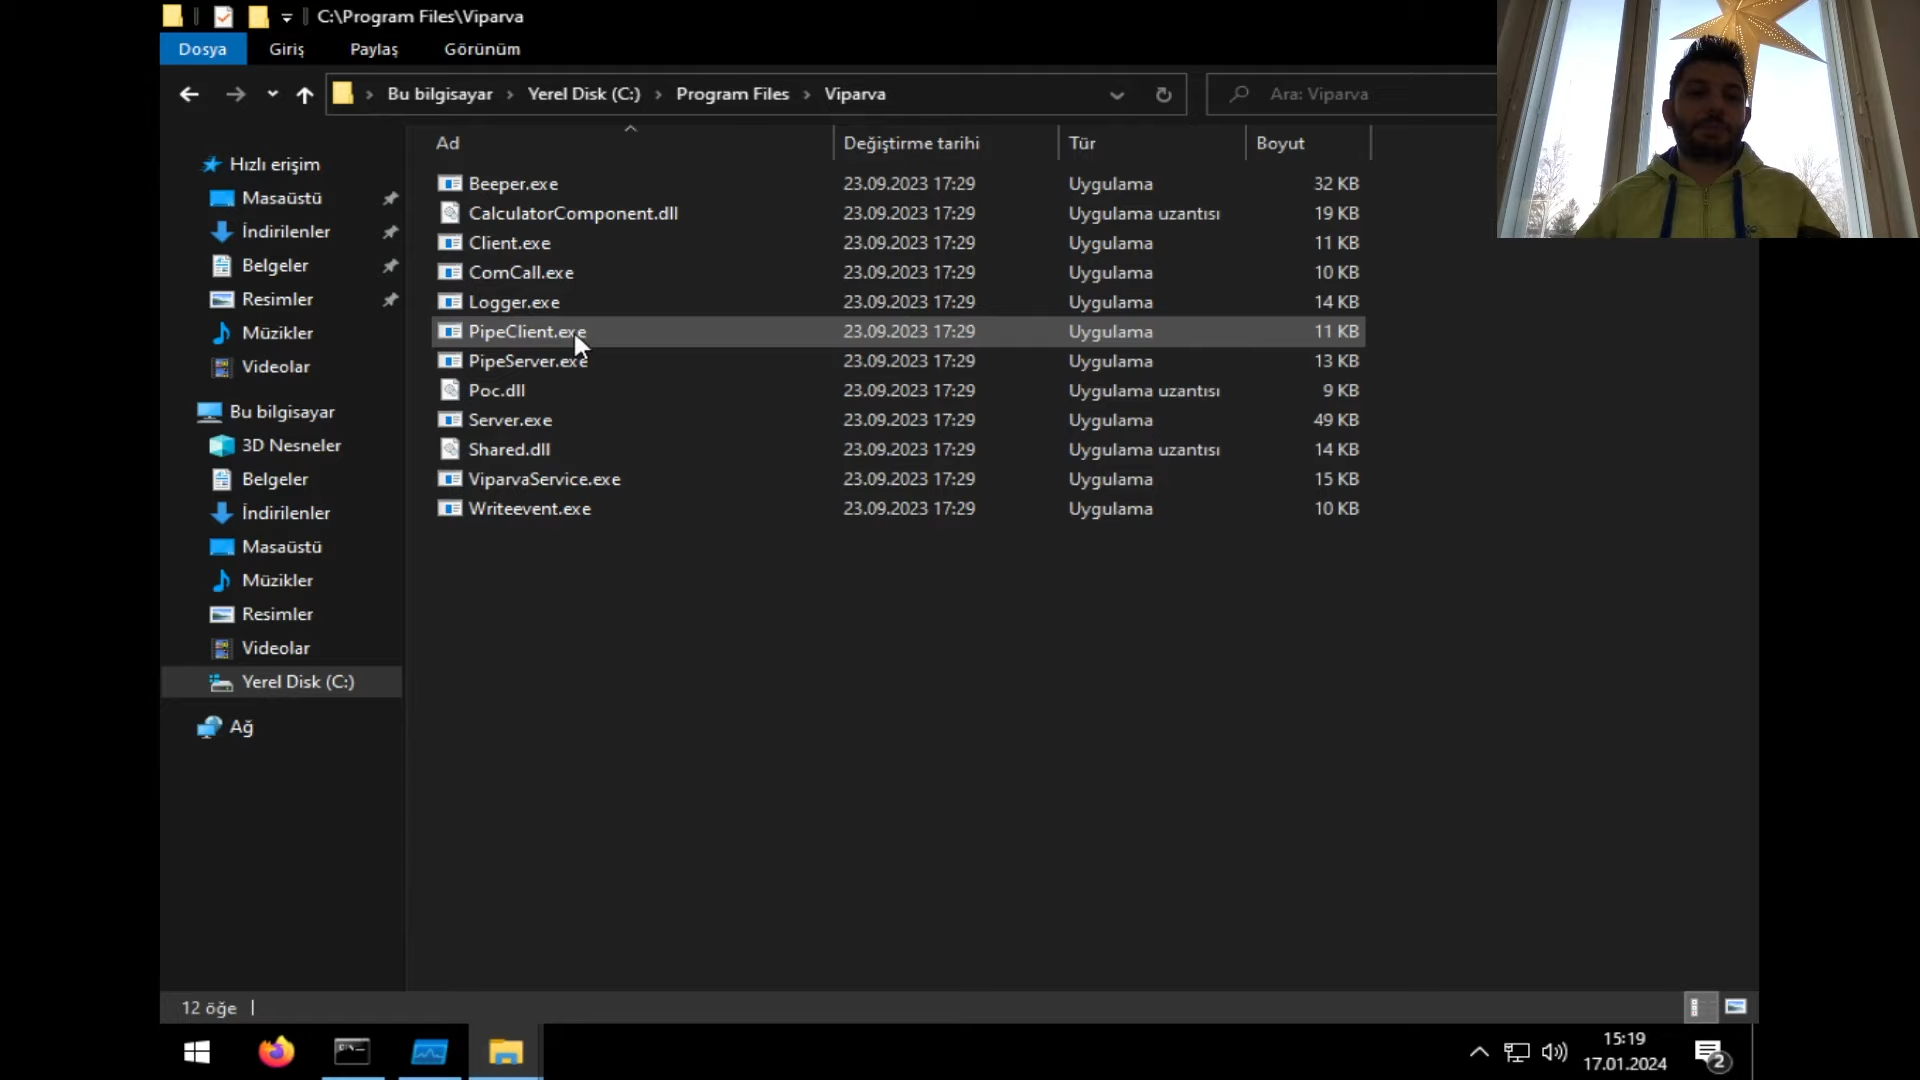 C:\Program Files\Viparva
Dosya Giriş Paylaş Görünüm
Bu bilgisayar Yerel Disk (C:) Program Files Viparva
Ara: Viparva
Ad Değiştirme tarihi Tür Boyut
Hızlı erişim
Masaüstü
İndirilenler
Belgeler
Resimler
Müzikler
Videolar
Bu bilgisayar
3D Nesneler
Belgeler
İndirilenler
Masaüstü
Müzikler
Resimler
Videolar
Yerel Disk (C:)
Ağ
Beeper.exe 23.09.2023 17:29 Uygulama 32 KB
CalculatorComponent.dll 23.09.2023 17:29 Uygulama uzantısı 19 KB
Client.exe 23.09.2023 17:29 Uygulama 11 KB
ComCall.exe 23.09.2023 17:29 Uygulama 10 KB
Logger.exe 23.09.2023 17:29 Uygulama 14 KB
PipeClient.exe 23.09.2023 17:29 Uygulama 11 KB
PipeServer.exe 23.09.2023 17:29 Uygulama 13 KB
Poc.dll 23.09.2023 17:29 Uygulama uzantısı 9 KB
Server.exe 23.09.2023 17:29 Uygulama 49 KB
Shared.dll 23.09.2023 17:29 Uygulama uzantısı 14 KB
ViparvaService.exe 23.09.2023 17:29 Uygulama 15 KB
Writeevent.exe 23.09.2023 17:29 Uygulama 10 KB
12 öğe
15:19
17.01.2024
2